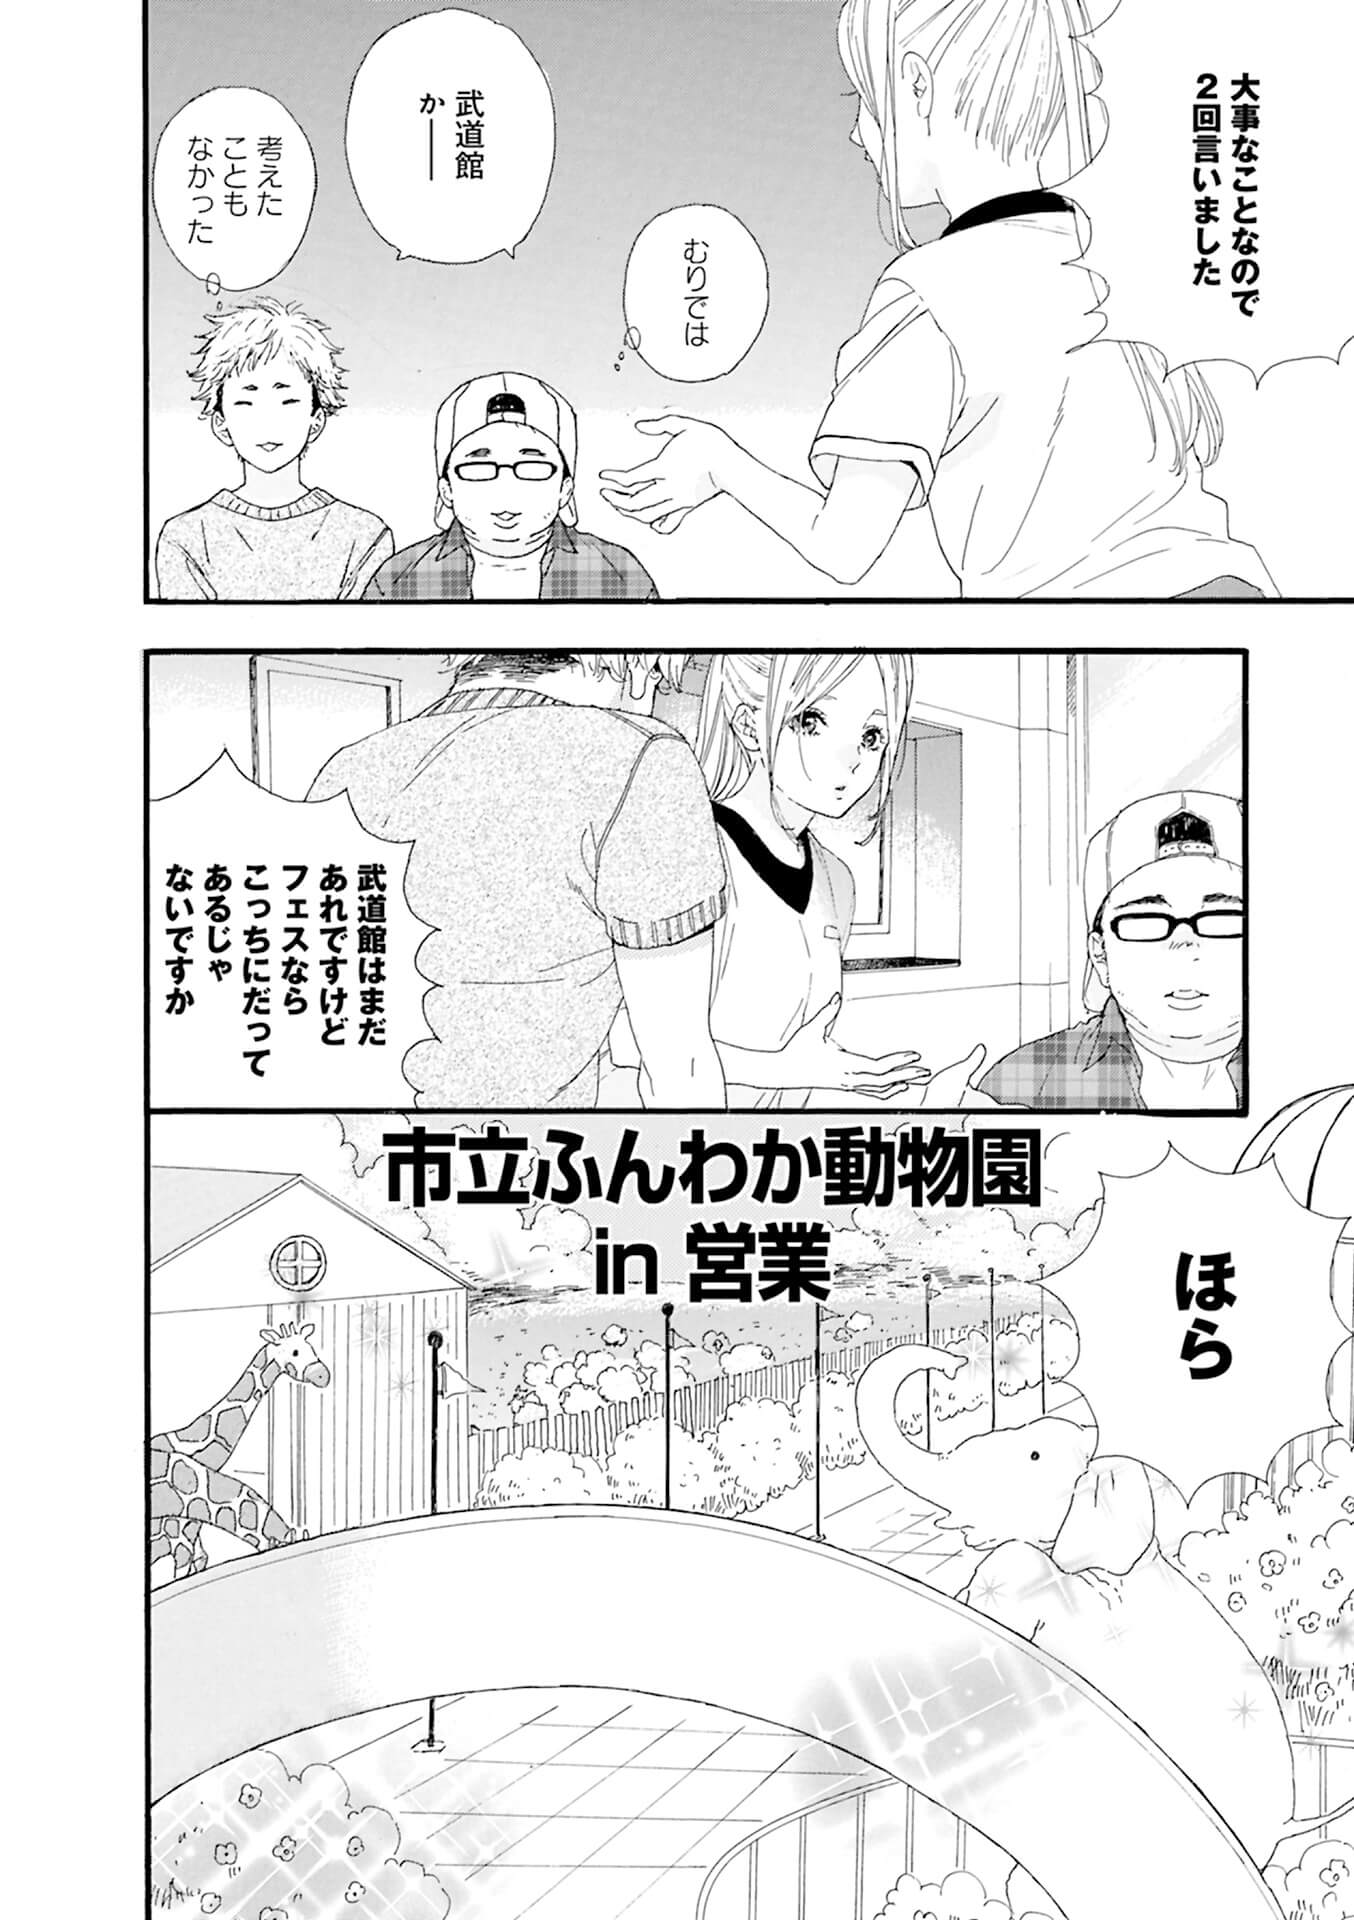 大事なことなので
２回言いました
むりでは
武道館
か――
考えた
ことも
なかった
武道館はまだ
あれですけど
フェスなら
こっちにだって
あるじゃ
ないですか
ほら
市立ふんわか動物園
in 営業